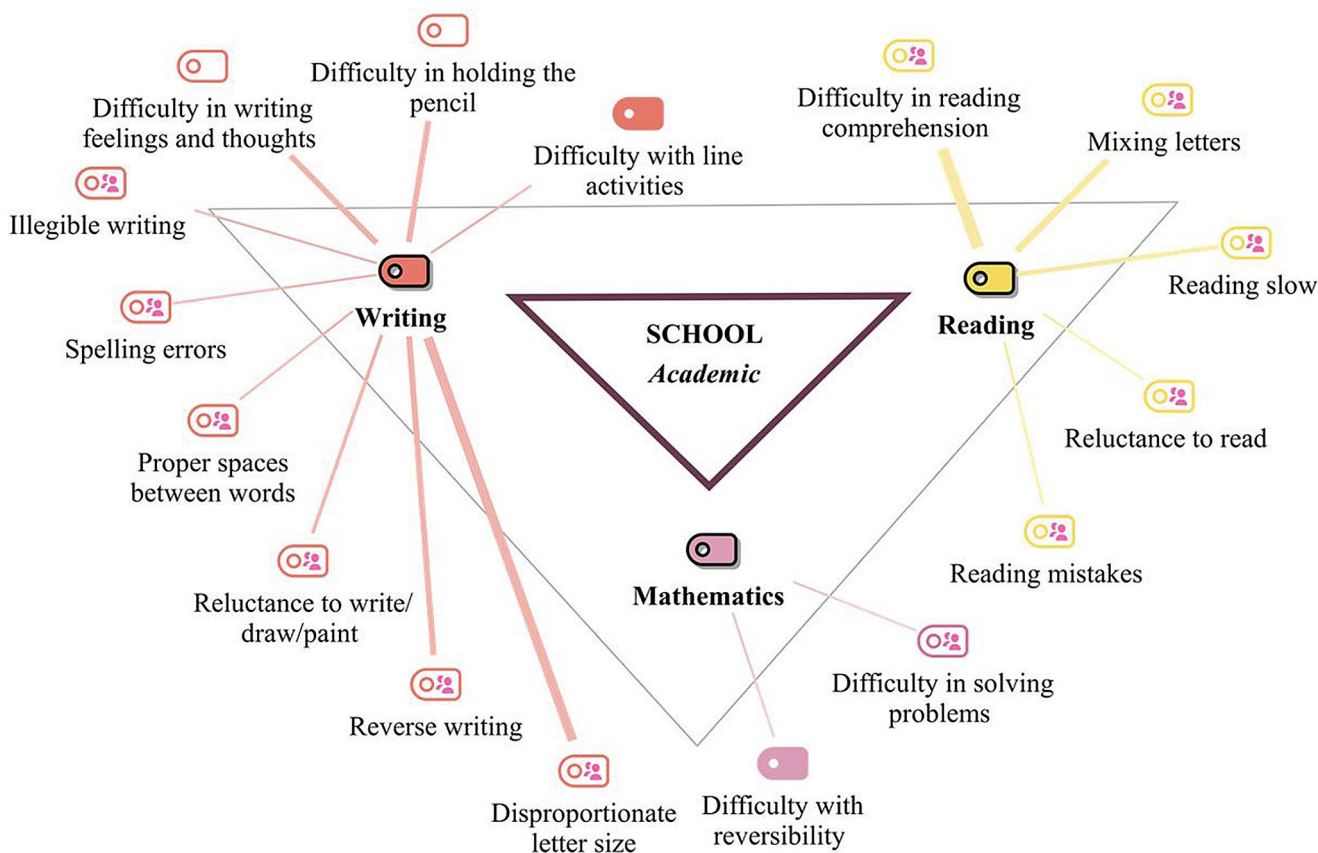 Difficulty in writing
feelings and thoughts
Difficulty in holding the
pencil
Difficulty with line
activities
Difficulty in reading
comprehension
Mixing letters
Illegible writing
Reading slow
Writing
Reading
SCHOOL
Academic
Spelling errors
Reluctance to read
Proper spaces
between words
Reading mistakes
Mathematics
Reluctance to write/
draw/paint
Difficulty in solving
problems
Reverse writing
Disproportionate
letter size
Difficulty with
reversibility